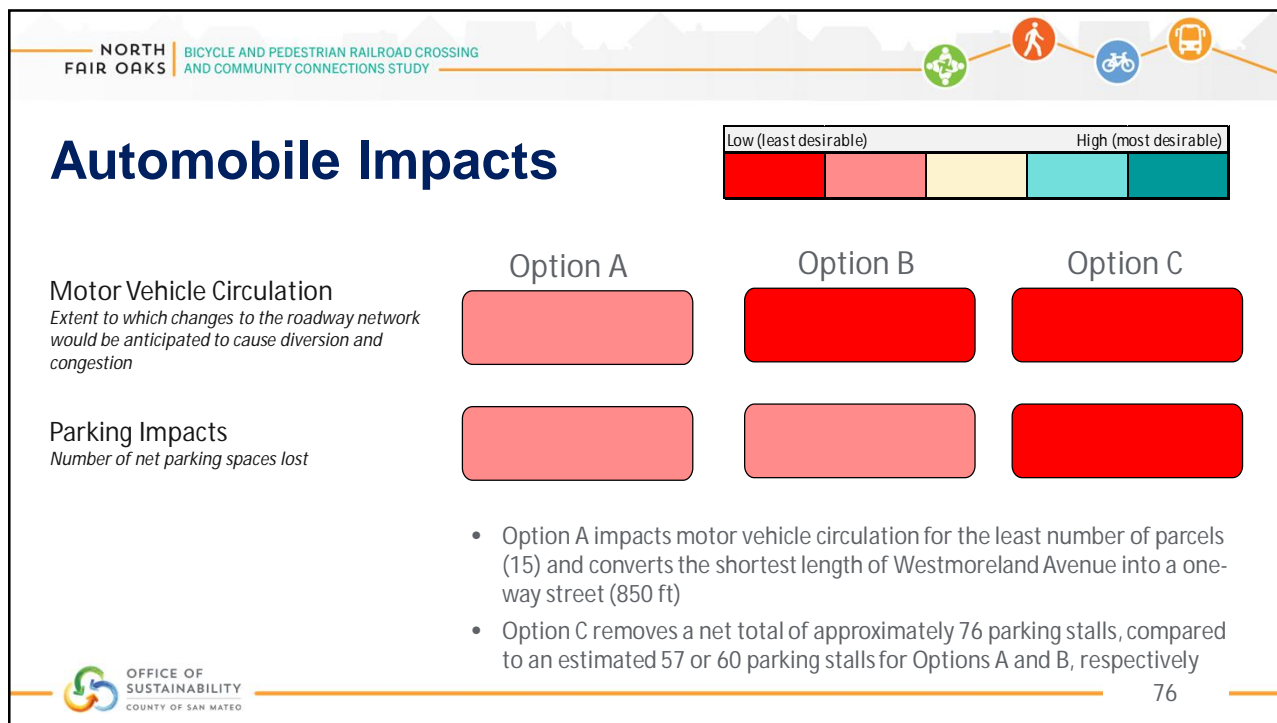 NORTH
FAIR OAKS
BICYCLE AND PEDESTRIAN RAILROAD CROSSING
AND COMMUNITY CONNECTIONS STUDY
Automobile Impacts
Low (least desirable) High (most desirable)
Option A Option B Option C
Motor Vehicle Circulation
Extent to which changes to the roadway network
would be anticipated to cause diversion and
congestion
Parking Impacts
Number of net parking spaces lost
• Option A impacts motor vehicle circulation for the least number of parcels
(15) and converts the shortest length of Westmoreland Avenue into a one-
way street (850 ft)
• Option C removes a net total of approximately 76 parking stalls, compared
to an estimated 57 or 60 parking stalls for Options A and B, respectively
OFFICE OF
SUSTAINABILITY
COUNTY OF SAN MATEO
76